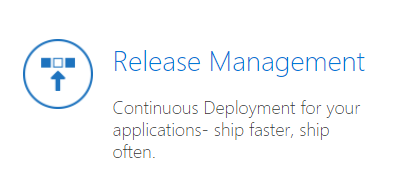 Release Management
Continuous Deployment for your
applications- ship faster, ship
often.